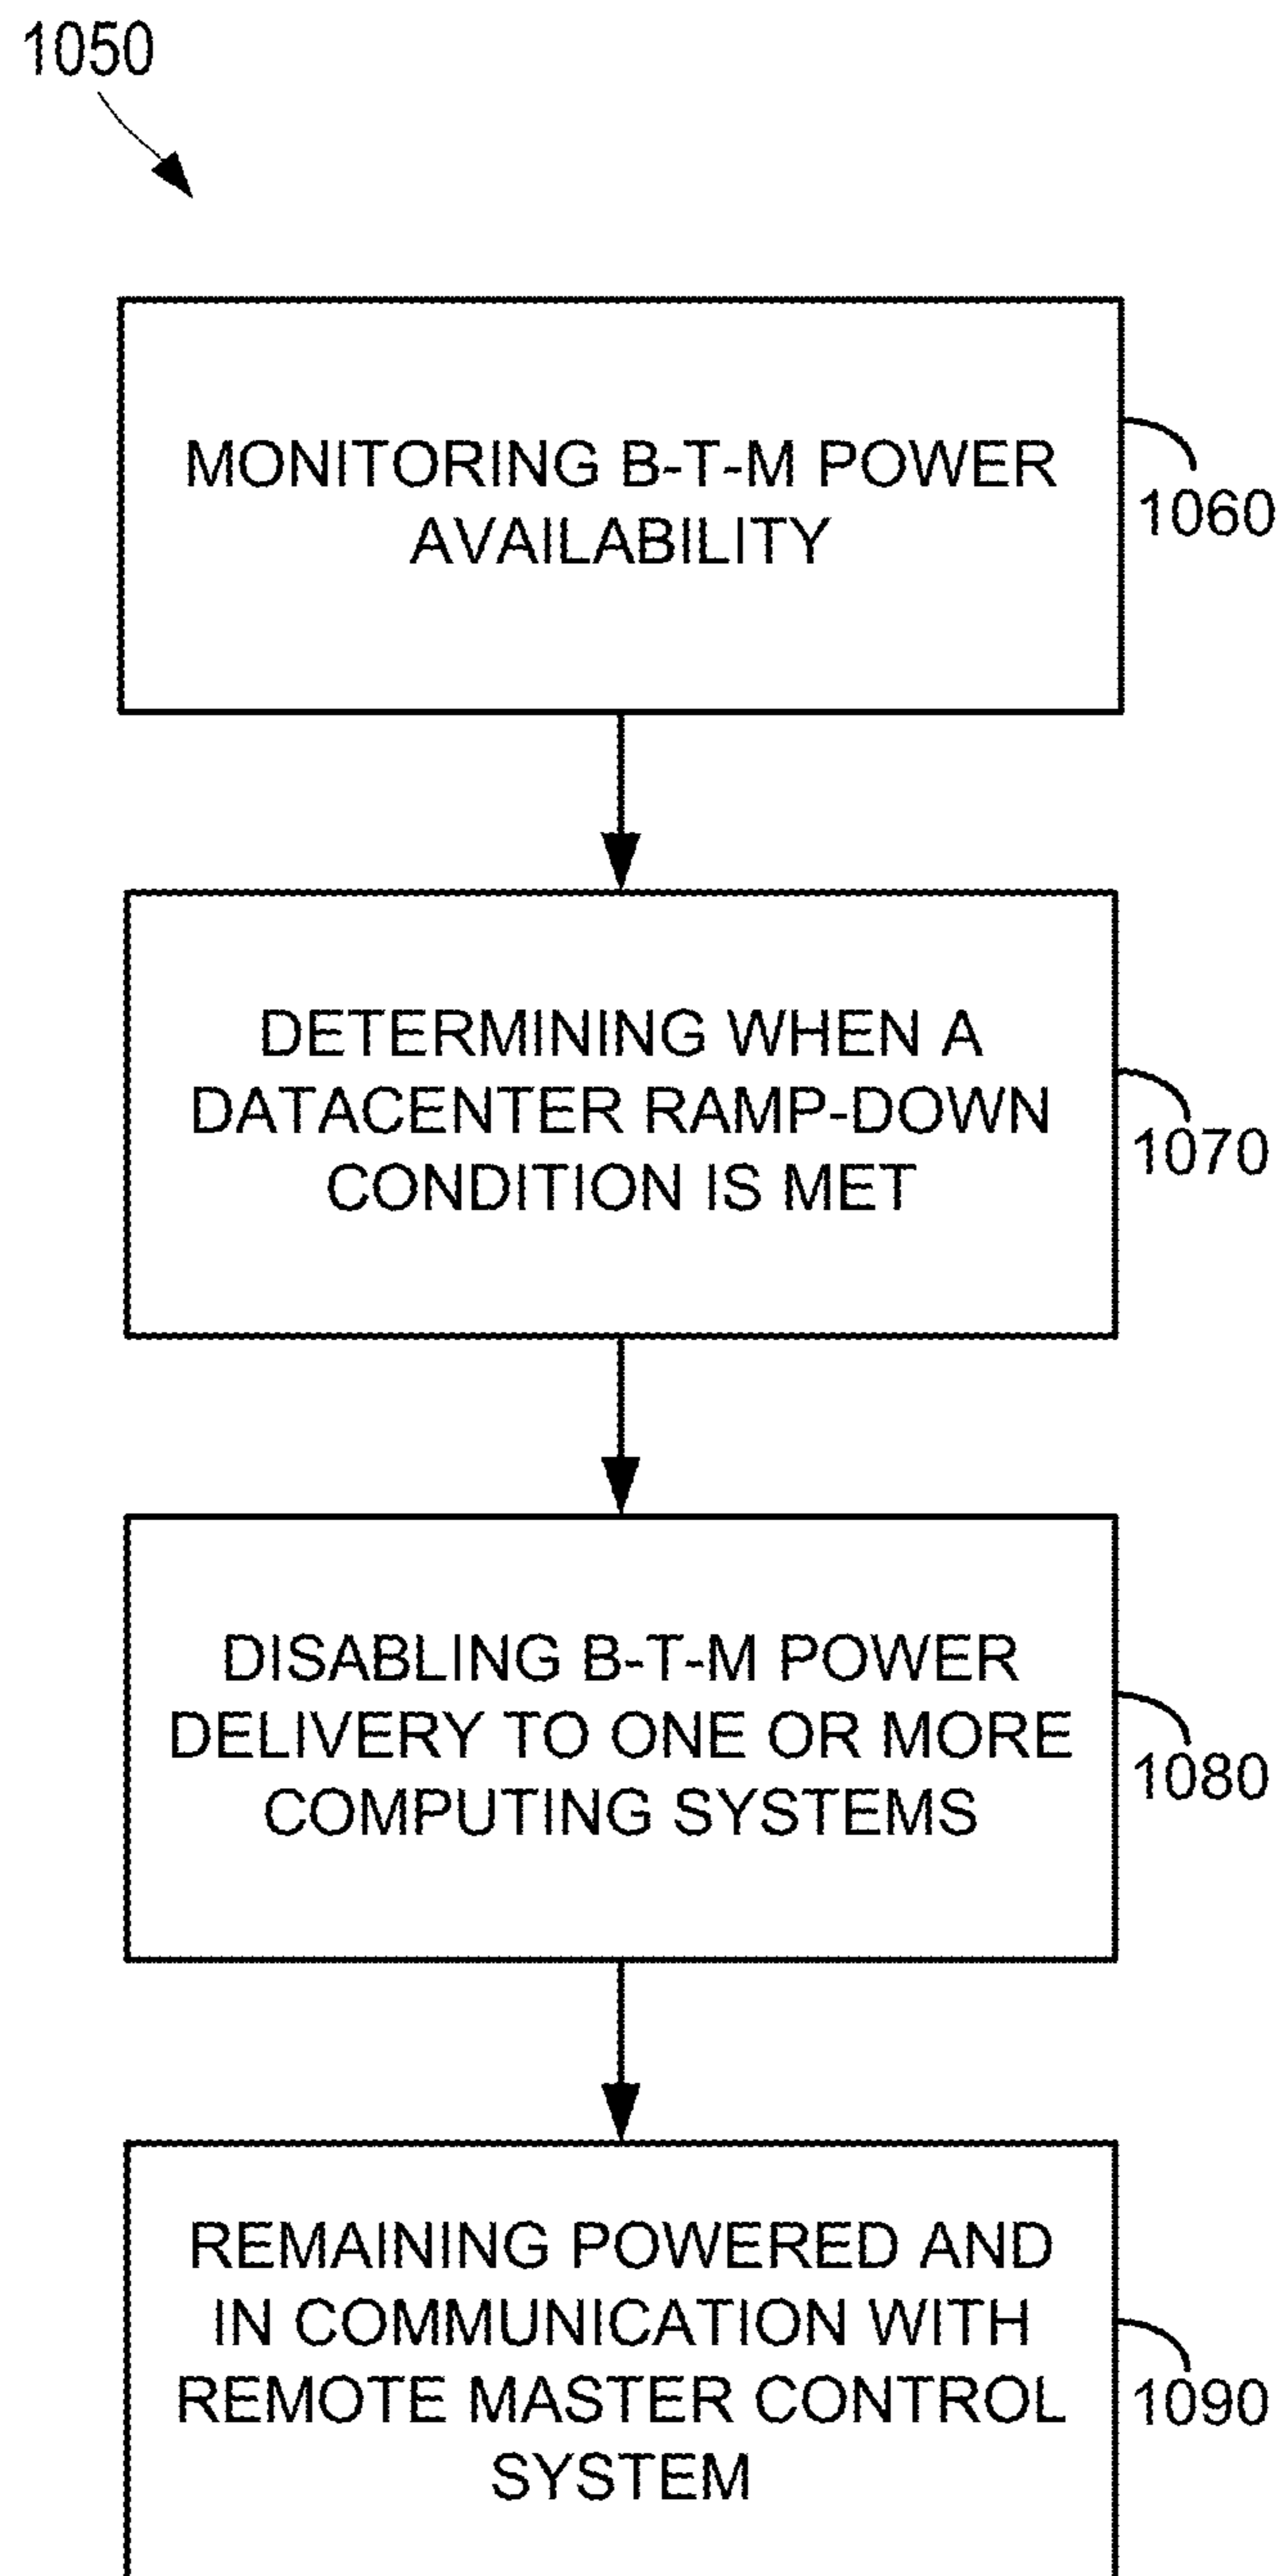 1050
MONITORING B-T-M POWER
AVAILABILITY
1060
DETERMINING WHEN A
DATACENTER RAMP-DOWN
CONDITION IS MET
1070
DISABLING B-T-M POWER
DELIVERY TO ONE OR MORE
COMPUTING SYSTEMS
1080
REMAINING POWERED AND
IN COMMUNICATION WITH
REMOTE MASTER CONTROL
SYSTEM
1090